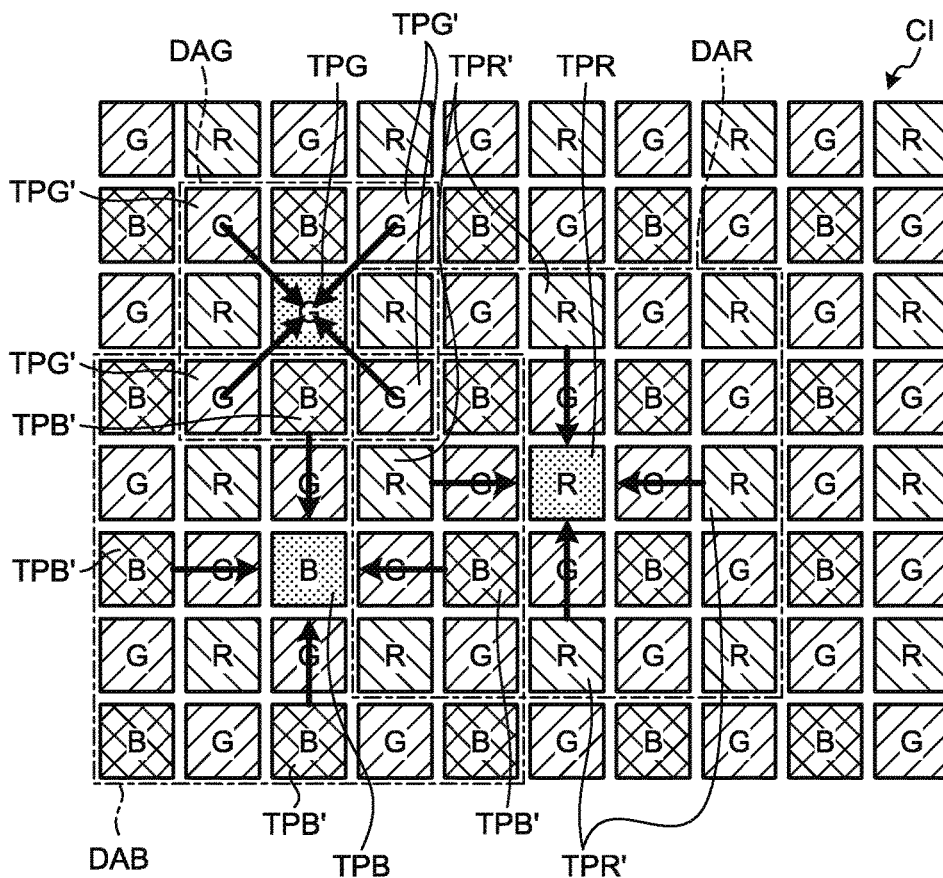 CI
TPG'
DAG TPG TPR' TPR DAR
G R G R G R G R G R
TPG'
B G B G B G B G B G
G R G R G R G R G R
TPG'
B G B G B G B G B G
TPB'
G R G R G R G R G R
TPB'
B G B G B G B G B G
G R G R G R G R G R
B G B G B G B G B G
TPB' TPB'
DAB TPB TPR'